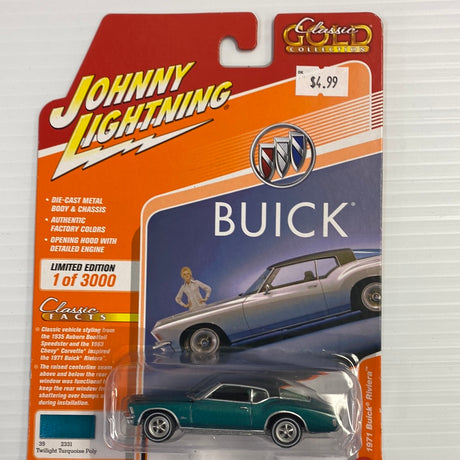 Classic
GOLD
COLLECTION
$4.99
JOHNNY
LIGHTNING
BUICK
• DIE-CAST METAL
BODY & CHASSIS
• AUTHENTIC
FACTORY COLORS
• OPENING HOOD WITH
DETAILED ENGINE
LIMITED EDITION
1 of 3000
Classic
FACTS
• Classic vehicle styling from
the 1935 Auburn Boattail
Speedster and the 1963
Chevy® Corvette® inspired
the 1971 Buick® Riviera®.
• The raised centerline seam
above and below the rear
window was functional
keep the rear window
shattering over bumps
during installation.
35 2331
Twilight Turquoise Poly
1971 Buick® Riviera®